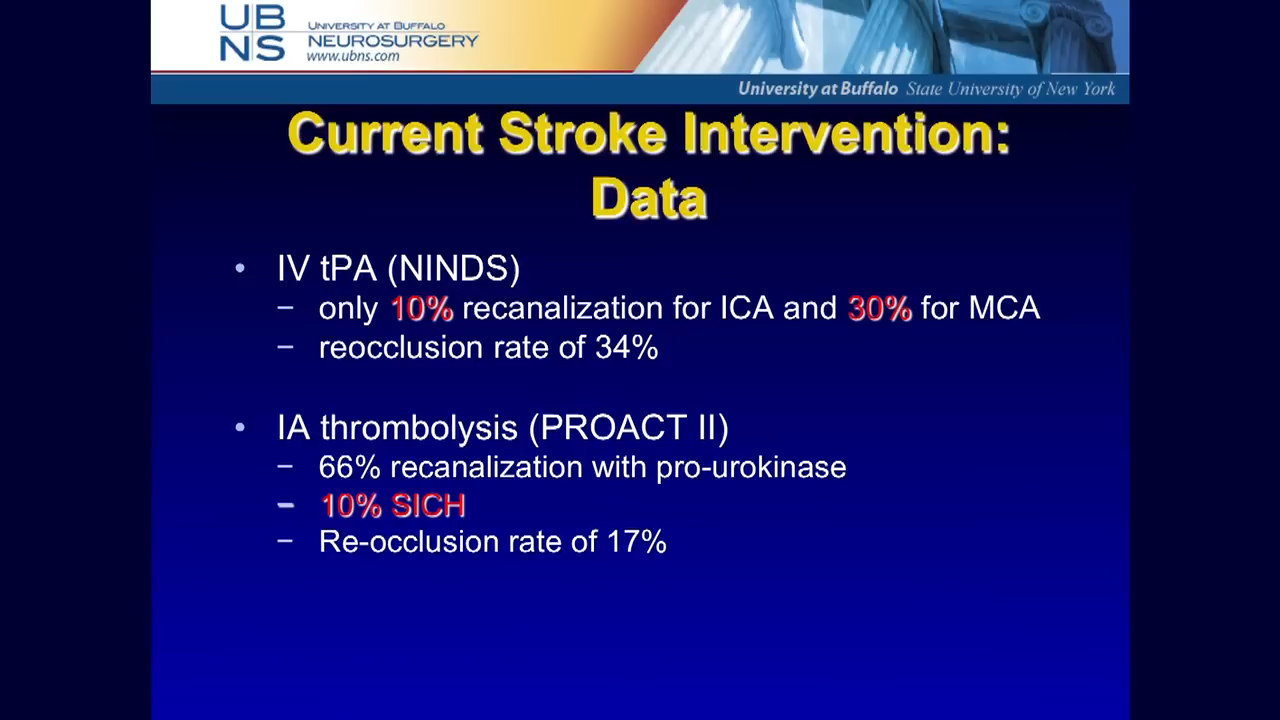 UB
NS
UNIVERSITY AT BUFFALO
NEUROSURGERY
www.ubns.com
University at Buffalo State University of New York
Current Stroke Intervention:
Data
• IV tPA (NINDS)
– only 10% recanalization for ICA and 30% for MCA
– reocclusion rate of 34%
• IA thrombolysis (PROACT II)
– 66% recanalization with pro-urokinase
– 10% SICH
– Re-occlusion rate of 17%